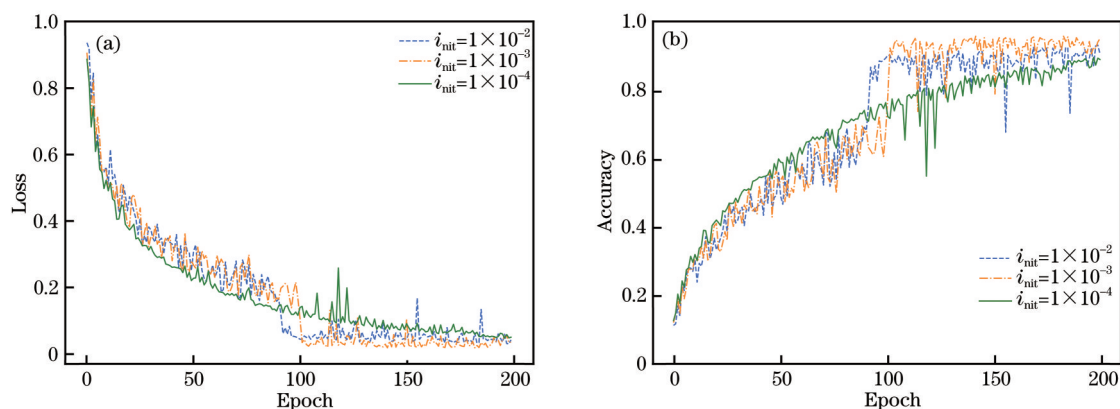 (a)
i_nit=1×10⁻²
i_nit=1×10⁻³
i_nit=1×10⁻⁴
1.0
0.8
0.6
0.4
0.2
0
Loss
0 50 100 150 200
Epoch
(b)
1.0
0.8
0.6
0.4
0.2
0
Accuracy
i_nit=1×10⁻²
i_nit=1×10⁻³
i_nit=1×10⁻⁴
0 50 100 150 200
Epoch